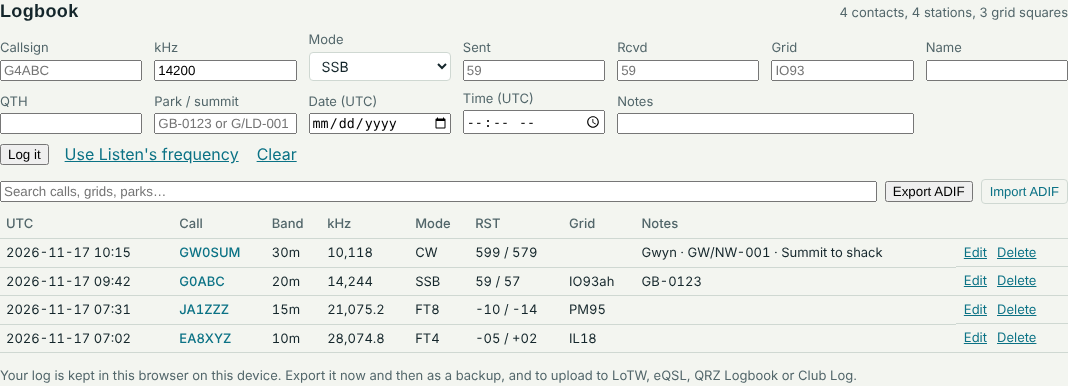 Logbook
4 contacts, 4 stations, 3 grid squares
Callsign kHz Mode Sent Rcvd Grid Name
G4ABC 14200 SSB 59 59 IO93
QTH Park / summit Date (UTC) Time (UTC) Notes
GB-0123 or G/LD-001 mm/dd/yyyy --:-- --
Log it Use Listen's frequency Clear
Search calls, grids, parks… Export ADIF Import ADIF
UTC Call Band kHz Mode RST Grid Notes
2026-11-17 10:15 GW0SUM 30m 10,118 CW 599 / 579 Gwyn · GW/NW-001 · Summit to shack Edit Delete
2026-11-17 09:42 G0ABC 20m 14,244 SSB 59 / 57 IO93ah GB-0123 Edit Delete
2026-11-17 07:31 JA1ZZZ 15m 21,075.2 FT8 -10 / -14 PM95 Edit Delete
2026-11-17 07:02 EA8XYZ 10m 28,074.8 FT4 -05 / +02 IL18 Edit Delete
Your log is kept in this browser on this device. Export it now and then as a backup, and to upload to LoTW, eQSL, QRZ Logbook or Club Log.